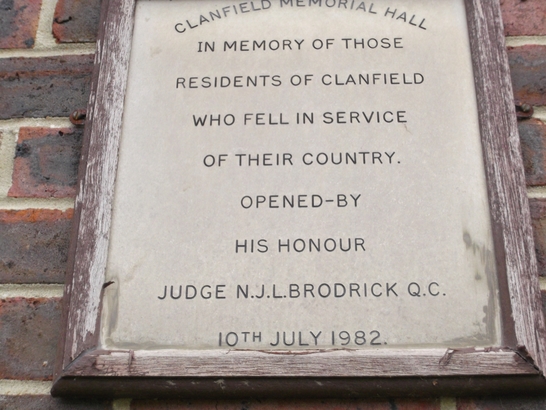 CLANFIELD MEMORIAL HALL
IN MEMORY OF THOSE
RESIDENTS OF CLANFIELD
WHO FELL IN SERVICE
OF THEIR COUNTRY.
OPENED-BY
HIS HONOUR
JUDGE N.J.L.BRODRICK Q.C.
10TH JULY 1982.